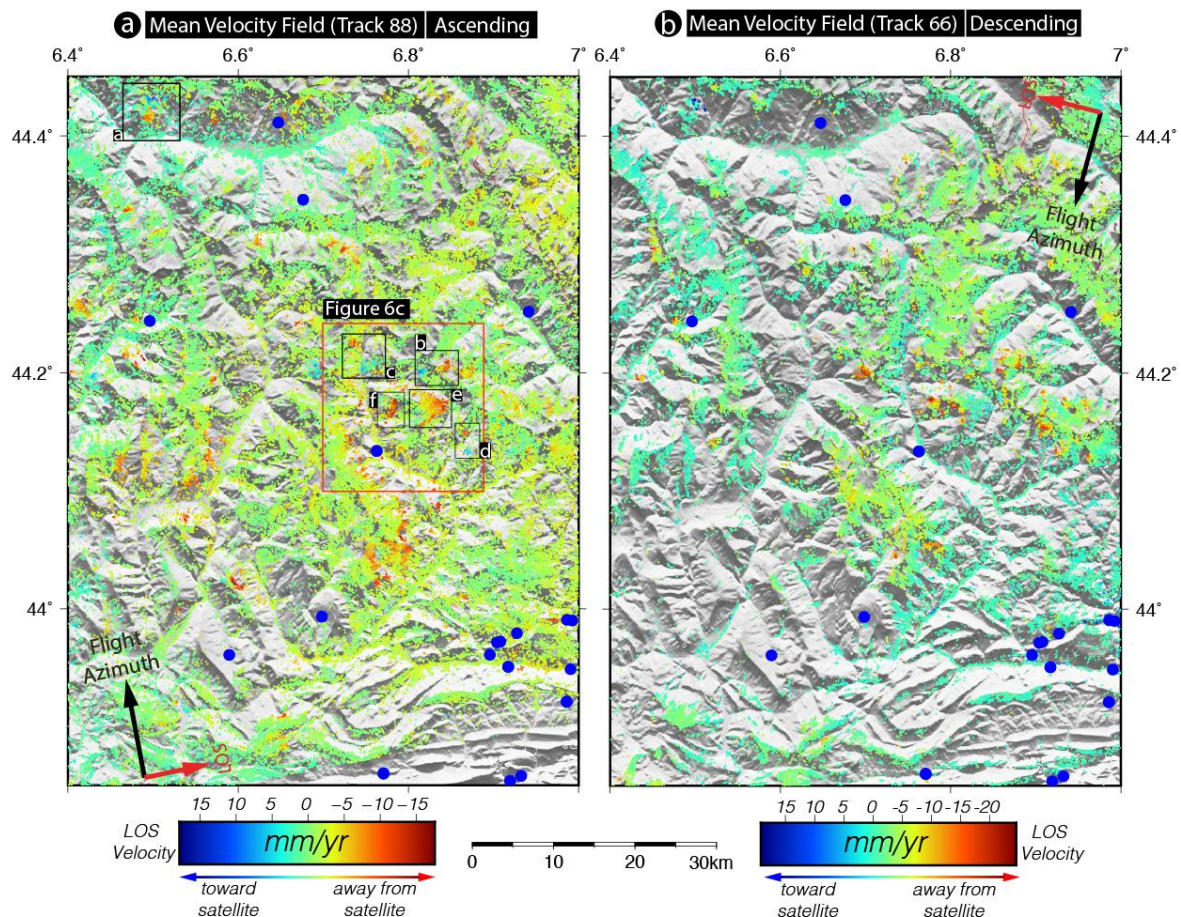 a Mean Velocity Field (Track 88) | Ascending
b Mean Velocity Field (Track 66) | Descending
6.4° 6.6° 6.8° 7°
6.4° 6.6° 6.8° 7°
44.4°
44.2°
44°
44.4°
44.2°
44°
a
Figure 6c
b
c
f
e
d
Flight
Azimuth
LOS
LOS
Flight
Azimuth
15 10 5 0 −5 −10 −15
LOS
Velocity
mm/yr
toward
satellite
away from
satellite
0 5 10 15 20 25 30km
15 10 5 0 -5 -10 -15 -20
mm/yr
LOS
Velocity
toward
satellite
away from
satellite